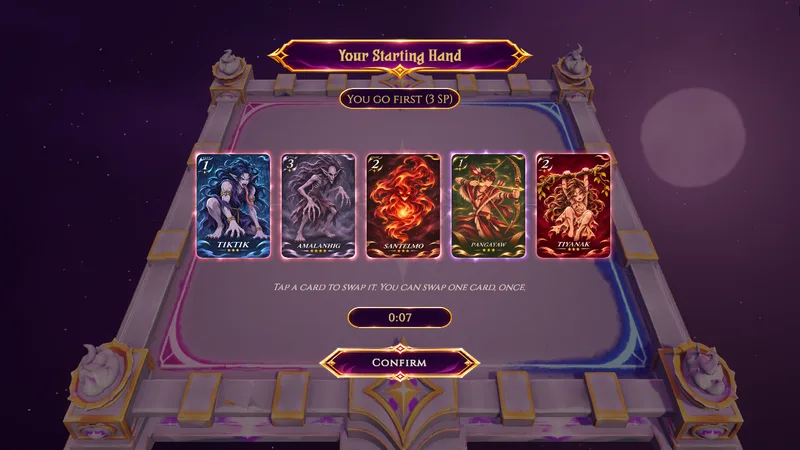 Your Starting Hand
You go first (3 SP)
1
3
2
1
2
TIKTIK
AMALANHIG
SANTELMO
PANGAYAW
TIYANAK
Tap a card to swap it. You can swap one card, once.
0:07
Confirm